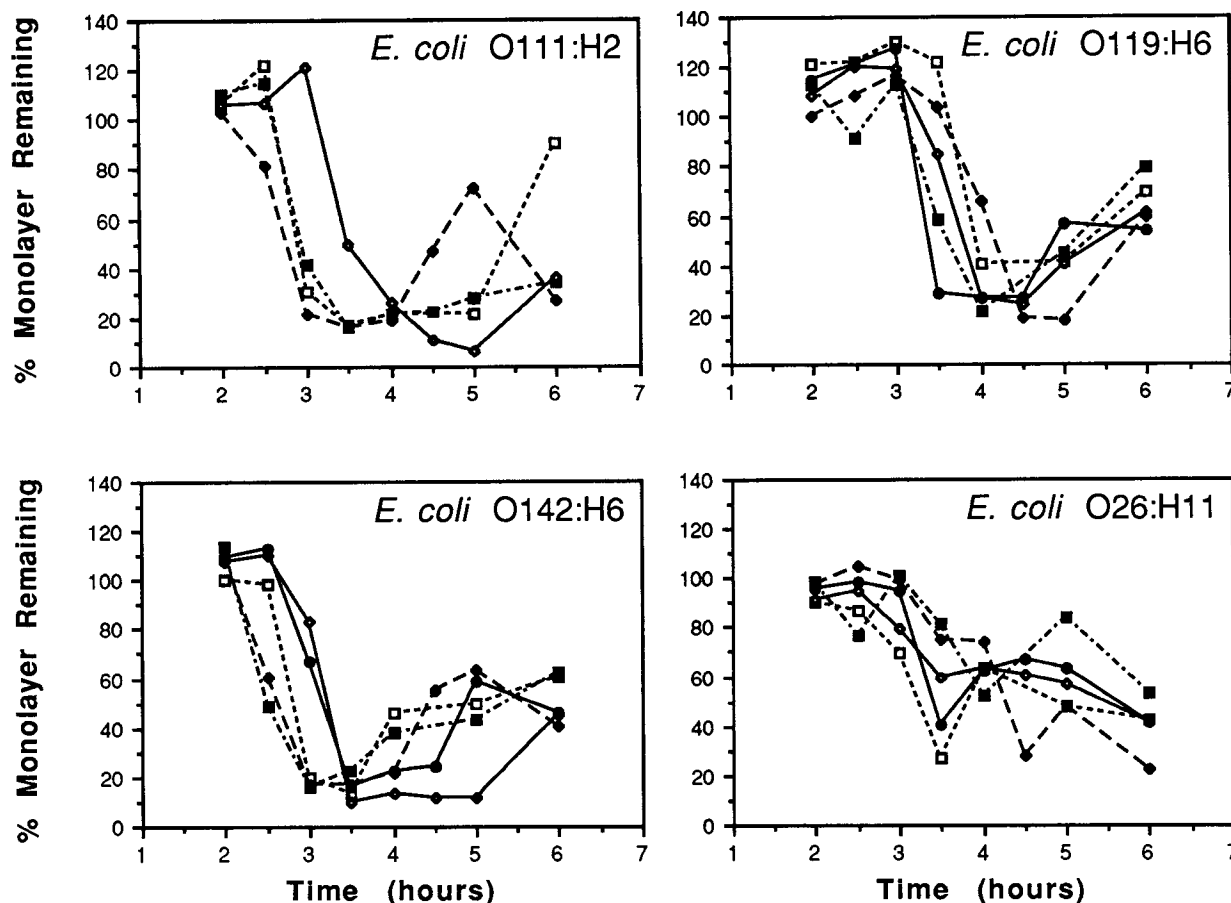 % Monolayer Remaining
140
120
100
80
60
40
20
0
1 2 3 4 5 6 7
E. coli O111:H2
140
120
100
80
60
40
20
0
1 2 3 4 5 6 7
E. coli O119:H6
% Monolayer Remaining
140
120
100
80
60
40
20
0
1 2 3 4 5 6 7
E. coli O142:H6
Time (hours)
140
120
100
80
60
40
20
0
1 2 3 4 5 6 7
E. coli O26:H11
Time (hours)